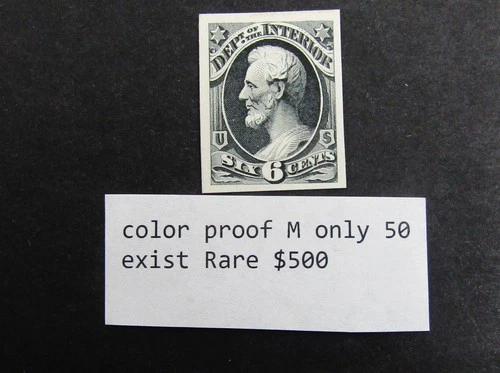 DEPT OF THE INTERIOR
U S
SIX 6 CENTS
color proof M only 50
exist Rare $500